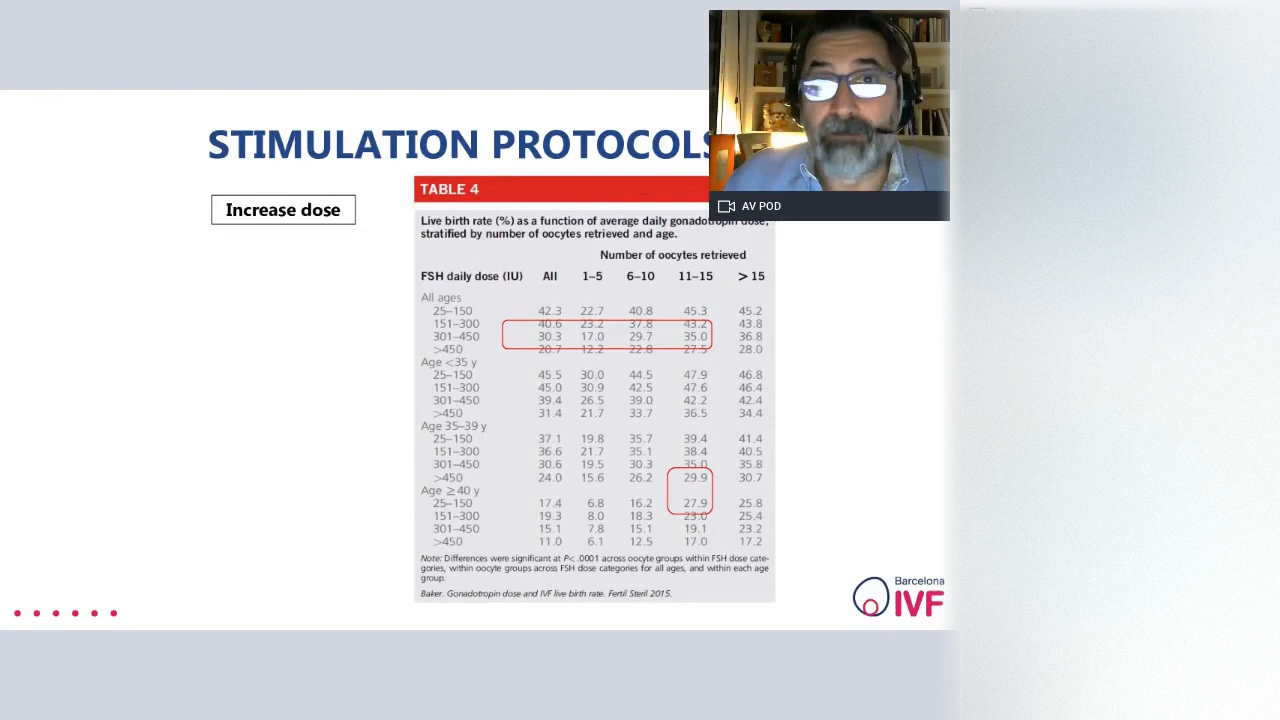 STIMULATION PROTOCOLS
Increase dose
AV POD
TABLE 4
Live birth rate (%) as a function of average daily gonadotropin dose,
stratified by number of oocytes retrieved and age.
Number of oocytes retrieved
FSH daily dose (IU) All 1–5 6–10 11–15 > 15
All ages
25–150 42.3 22.7 40.8 45.3 45.2
151–300 40.6 23.2 37.8 43.2 43.8
301–450 30.3 17.0 29.7 35.0 36.8
>450 20.7 12.2 22.8 27.5 28.0
Age <35 y
25–150 45.5 30.0 44.5 47.9 46.8
151–300 45.0 30.9 42.5 47.6 46.4
301–450 39.4 26.5 39.0 42.2 42.4
>450 31.4 21.7 33.7 36.5 34.4
Age 35–39 y
25–150 37.1 19.8 35.7 39.4 41.4
151–300 36.6 21.7 35.1 38.4 40.5
301–450 30.6 19.5 30.3 35.0 35.8
>450 24.0 15.6 26.2 29.9 30.7
Age ≥40 y
25–150 17.4 6.8 16.2 27.9 25.8
151–300 19.3 8.0 18.3 23.0 25.4
301–450 15.1 7.8 15.1 19.1 23.2
>450 11.0 6.1 12.5 17.0 17.2
Note: Differences were significant at P< .0001 across oocyte groups within FSH dose cate-
gories, within oocyte groups across FSH dose categories for all ages, and within each age
group.
Baker. Gonadotropin dose and IVF live birth rate. Fertil Steril 2015.
Barcelona
IVF